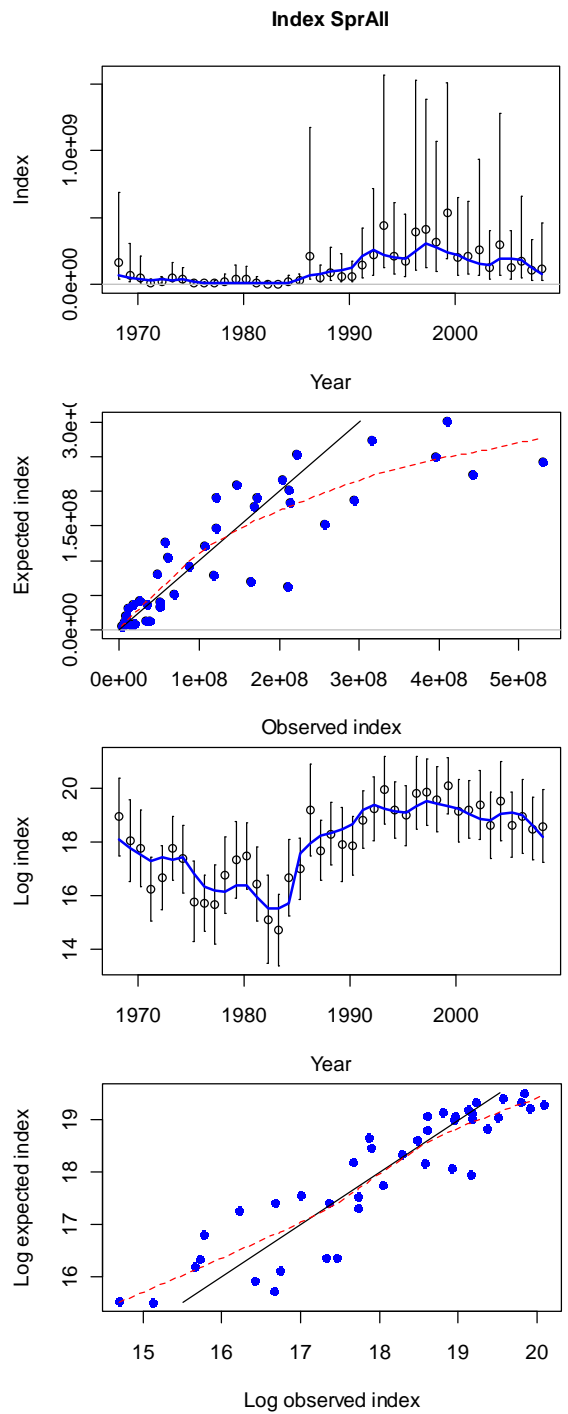 Index SprAll
Index
0.0e+00
1.0e+09
1970 1980 1990 2000
Year
Expected index
0.0e+00
1.5e+08
3.0e+(
0e+00 1e+08 2e+08 3e+08 4e+08 5e+08
Observed index
Log index
14
16
18
20
1970 1980 1990 2000
Year
Log expected index
16
17
18
19
15 16 17 18 19 20
Log observed index